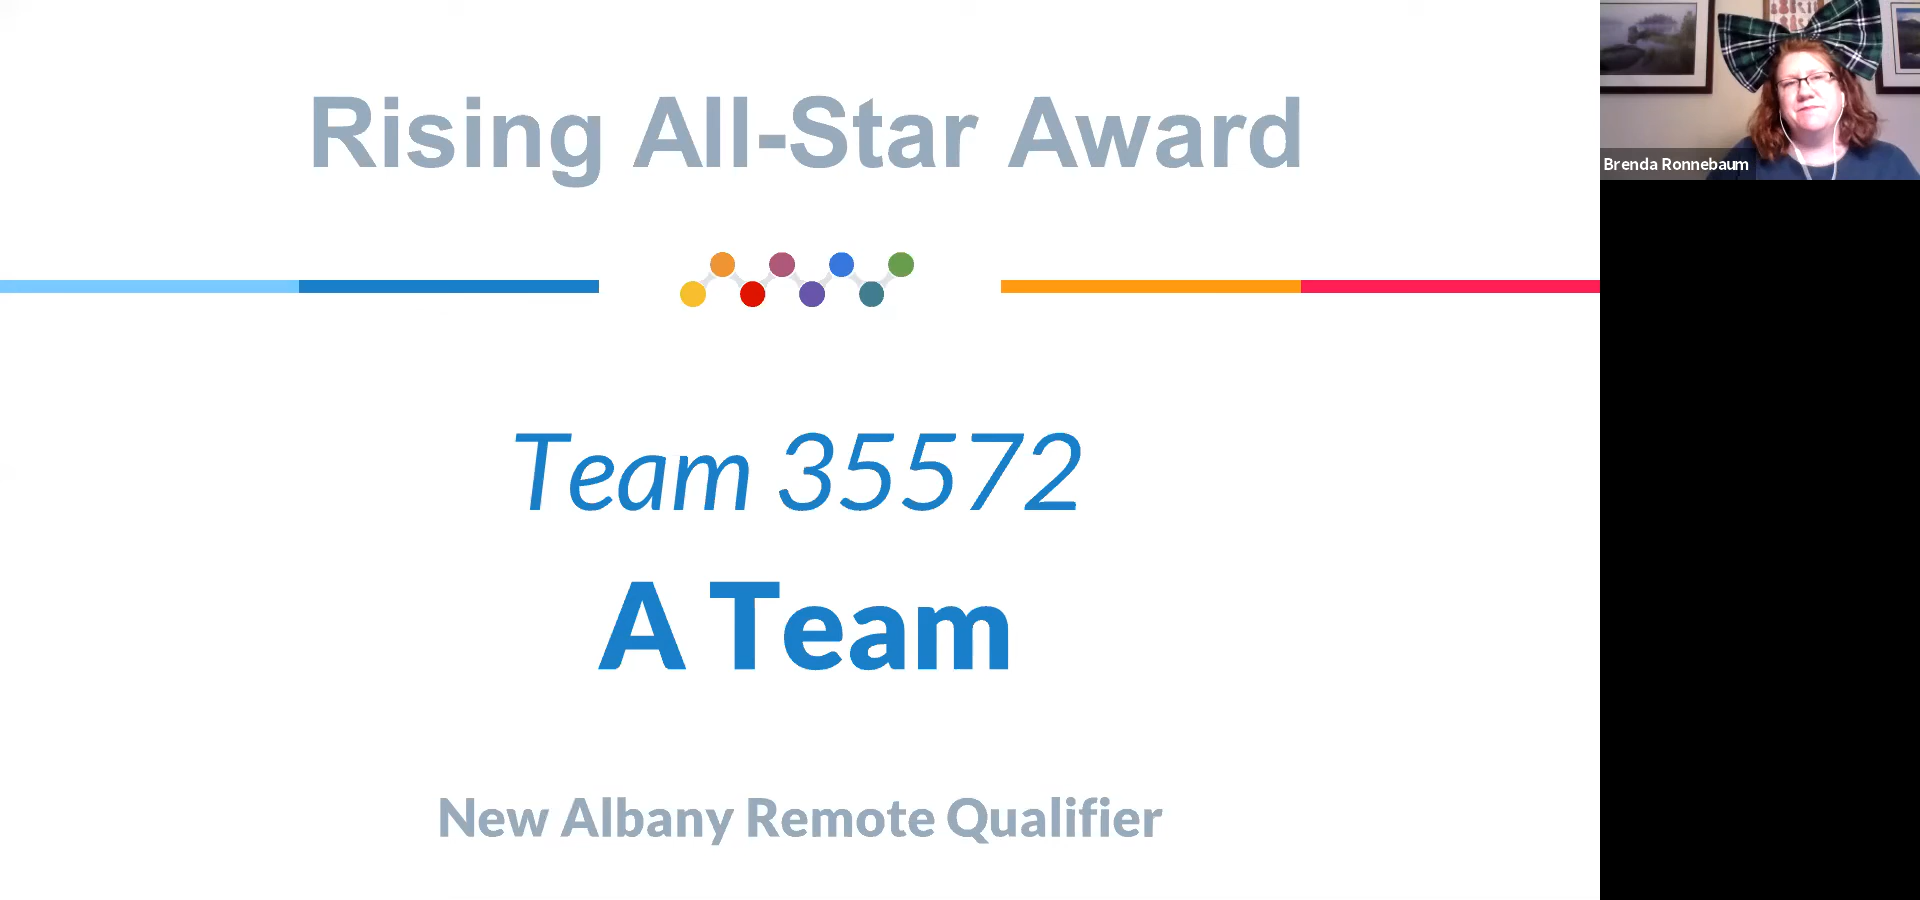 Rising All-Star Award
Team 35572
A Team
New Albany Remote Qualifier
Brenda Ronnebaum